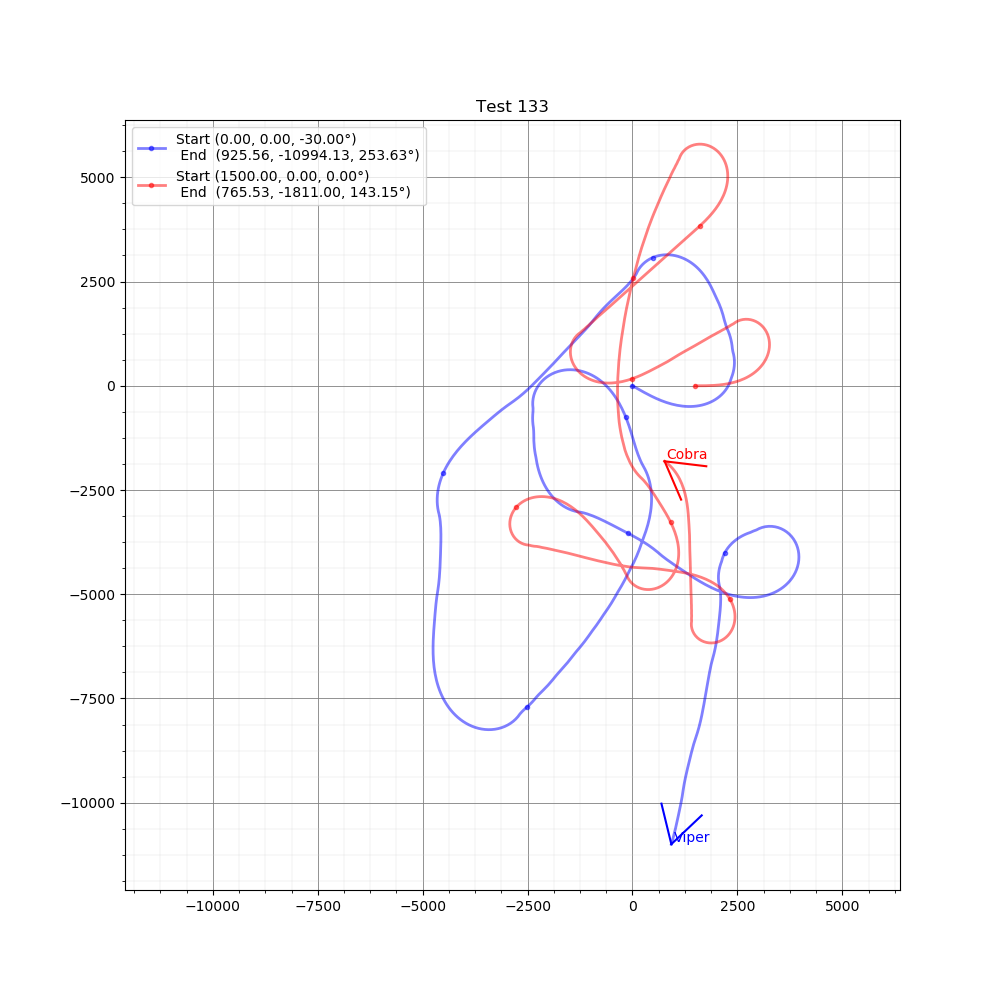 Test 133
Start (0.00, 0.00, -30.00°)
End (925.56, -10994.13, 253.63°)
Start (1500.00, 0.00, 0.00°)
End (765.53, -1811.00, 143.15°)
5000
2500
0
−2500
−5000
−7500
−10000
Cobra
Viper
−10000 −7500 −5000 −2500 0 2500 5000